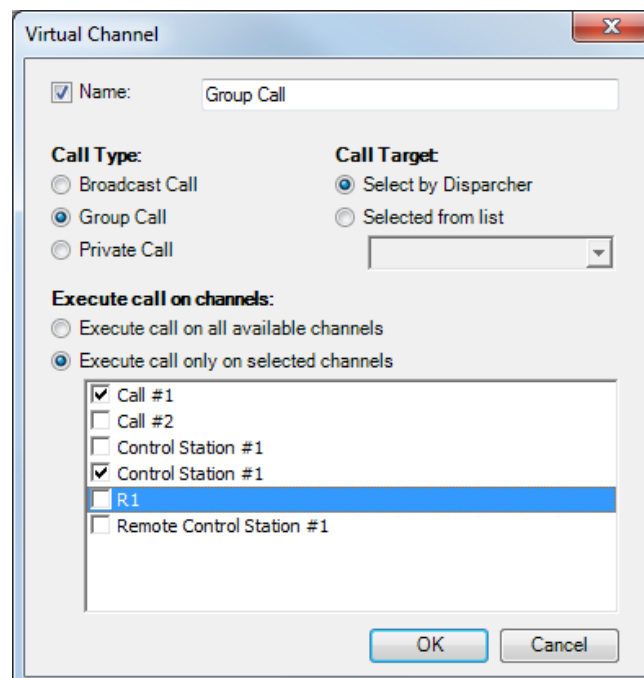 Virtual Channel
Name: Group Call
Call Type: Call Target:
Broadcast Call Select by Disparcher
Group Call Selected from list
Private Call
Execute call on channels:
Execute call on all available channels
Execute call only on selected channels
Call #1
Call #2
Control Station #1
Control Station #1
R1
Remote Control Station #1
OK Cancel